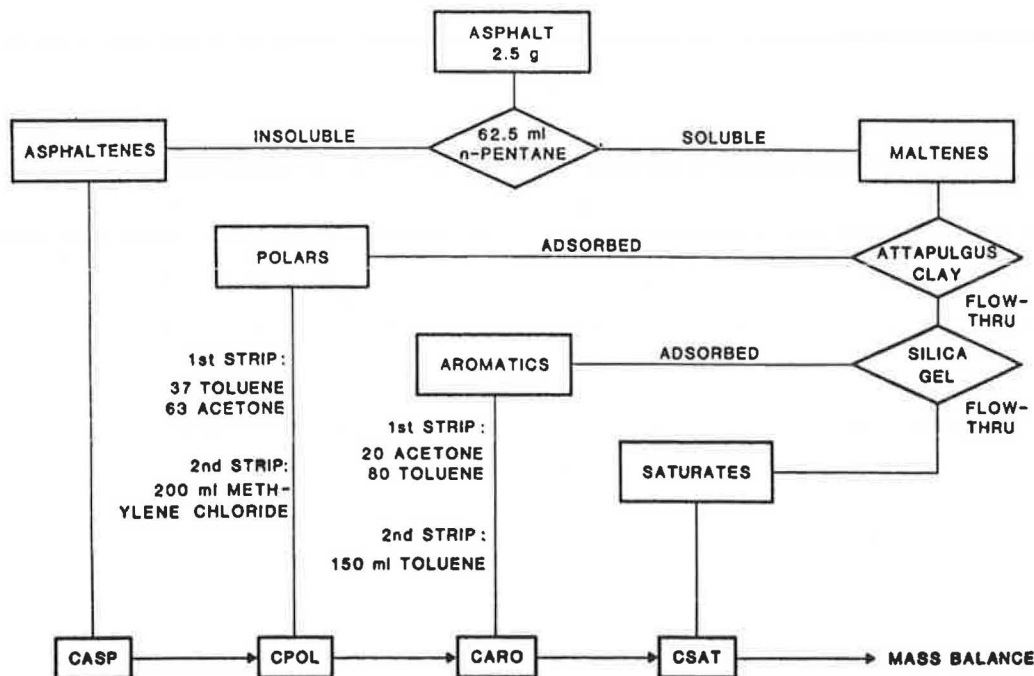 ASPHALT
2.5 g
62.5 ml
n-PENTANE
INSOLUBLE
SOLUBLE
ASPHALTENES
MALTENES
ADSORBED
POLARS
ATTAPULGUS
CLAY
FLOW-
THRU
1st STRIP:
37 TOLUENE
63 ACETONE
2nd STRIP:
200 ml METH-
YLENE CHLORIDE
AROMATICS
ADSORBED
SILICA
GEL
FLOW-
THRU
1st STRIP:
20 ACETONE
80 TOLUENE
2nd STRIP:
150 ml TOLUENE
SATURATES
CASP
CPOL
CARO
CSAT
MASS BALANCE